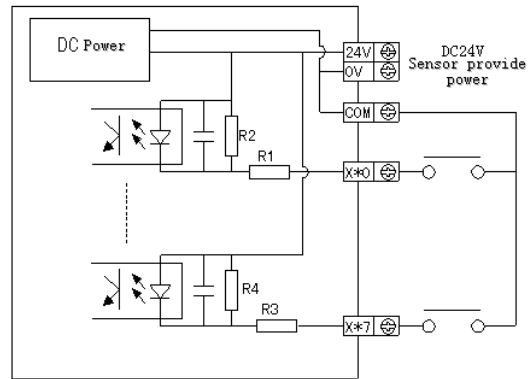 DC Power
24V
0V
DC24V
Sensor provide
power
COM
R2
R1
X*0
R4
R3
X*7